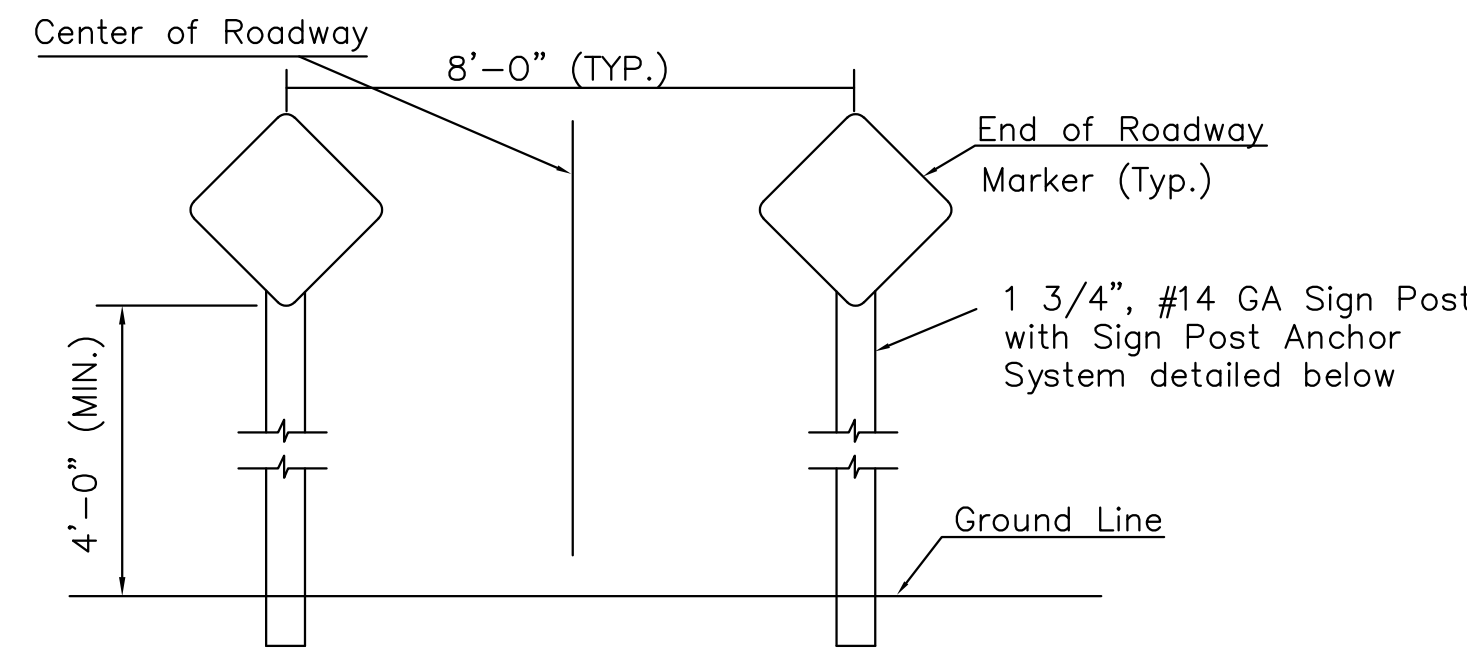 Center of Roadway
8'-0" (TYP.)
End of Roadway
Marker (Typ.)
1 3/4", #14 GA Sign Post
with Sign Post Anchor
System detailed below
4'-0" (MIN.)
Ground Line